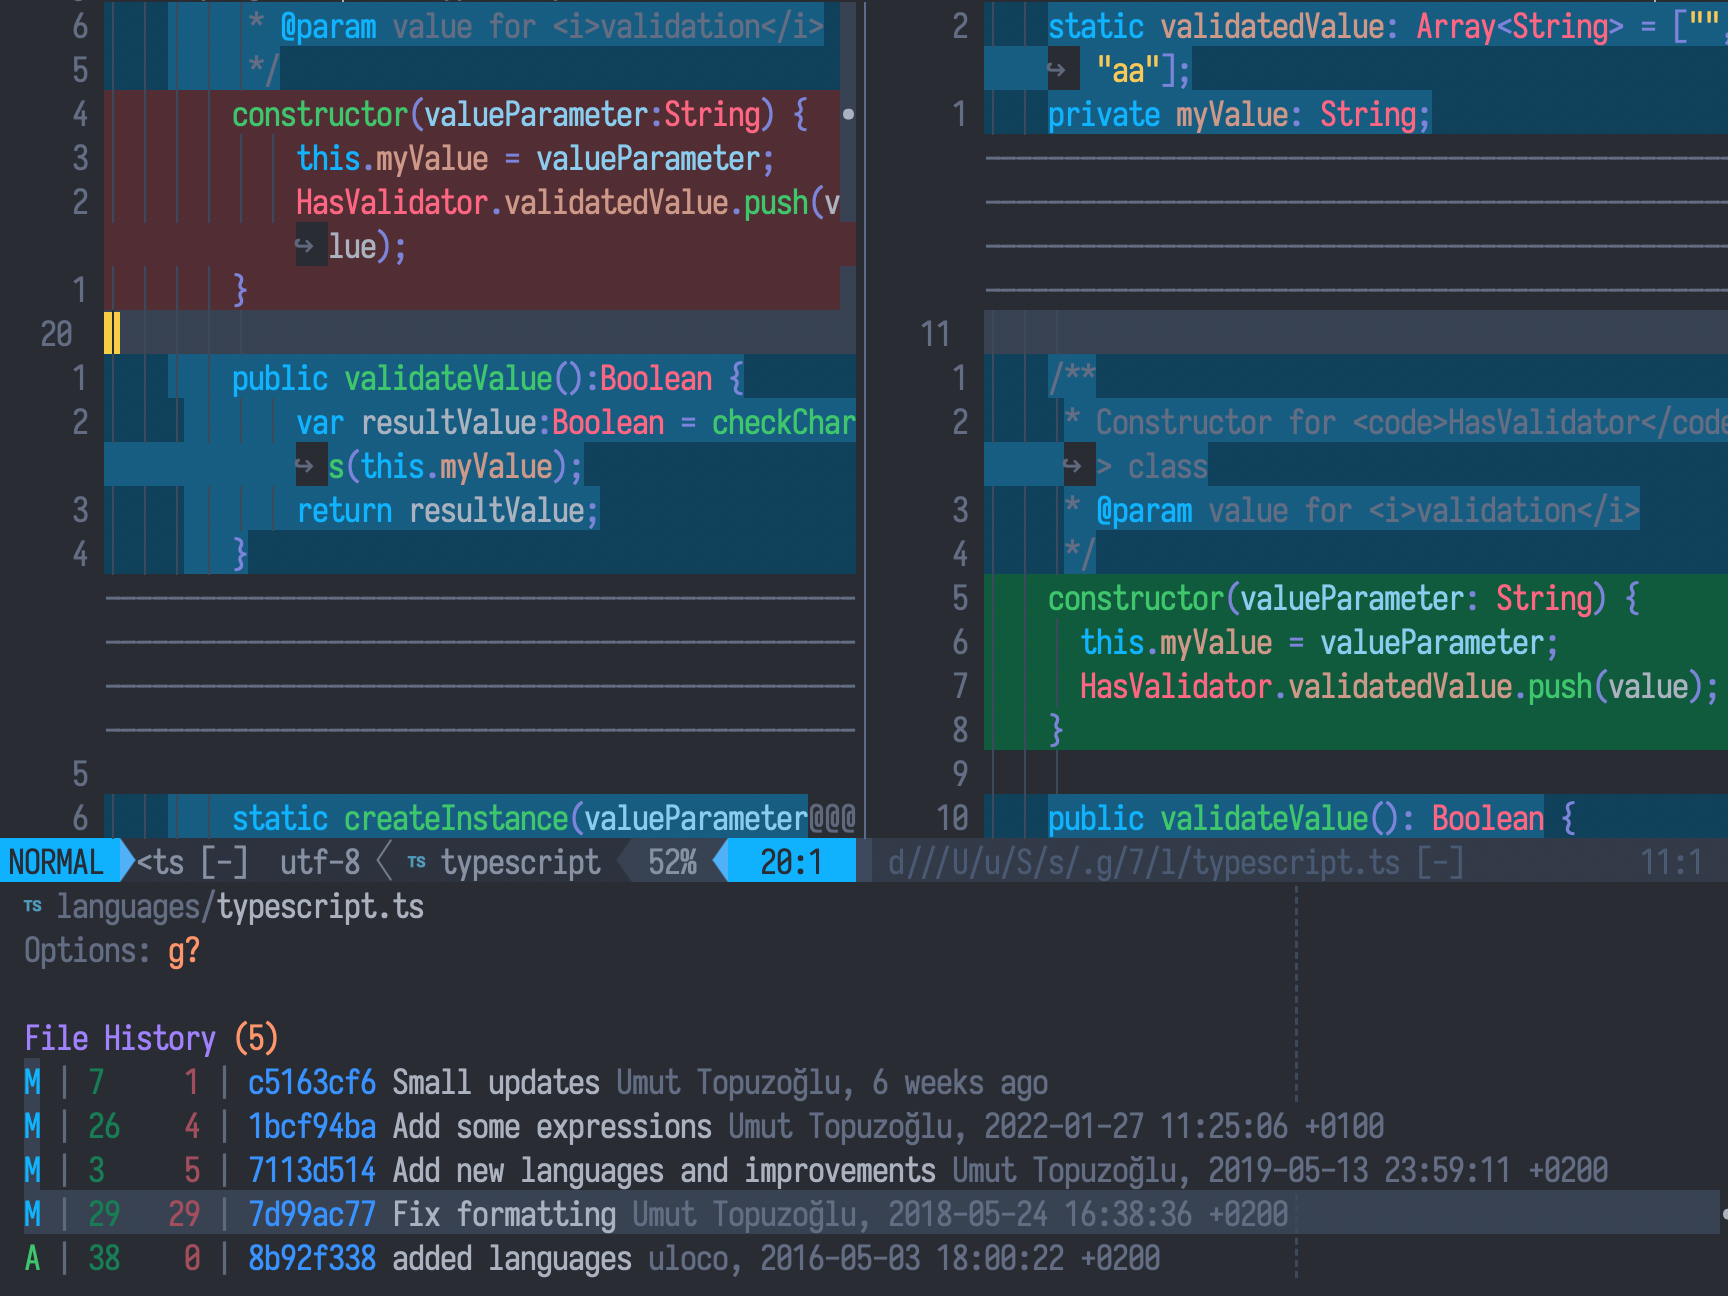 6 * @param value for <i>validation</i>
5 */
4 constructor(valueParameter:String) {
3 this.myValue = valueParameter;
2 HasValidator.validatedValue.push(v
↪ lue);
1 }
20
1 public validateValue():Boolean {
2 var resultValue:Boolean = checkChar
↪ s(this.myValue);
3 return resultValue;
4 }
5
6 static createInstance(valueParameter@@@
2 static validatedValue: Array<String> = ["",
↪ "aa"];
1 private myValue: String;
11
1 /**
2 * Constructor for <code>HasValidator</code
↪ > class
3 * @param value for <i>validation</i>
4 */
5 constructor(valueParameter: String) {
6 this.myValue = valueParameter;
7 HasValidator.validatedValue.push(value);
8 }
9
10 public validateValue(): Boolean {
NORMAL <ts [-] utf-8 TS typescript 52% 20:1 d///U/u/S/s/.g/7/l/typescript.ts [-] 11:1
TS languages/typescript.ts
Options: g?
File History (5)
M | 7 1 | c5163cf6 Small updates Umut Topuzoğlu, 6 weeks ago
M | 26 4 | 1bcf94ba Add some expressions Umut Topuzoğlu, 2022-01-27 11:25:06 +0100
M | 3 5 | 7113d514 Add new languages and improvements Umut Topuzoğlu, 2019-05-13 23:59:11 +0200
M | 29 29 | 7d99ac77 Fix formatting Umut Topuzoğlu, 2018-05-24 16:38:36 +0200
A | 38 0 | 8b92f338 added languages uloco, 2016-05-03 18:00:22 +0200